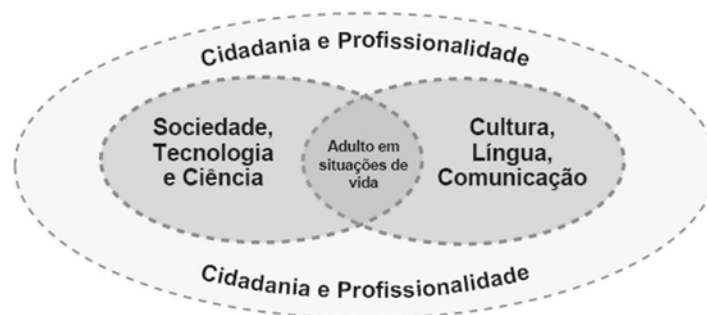 Cidadania e Profissionalidade
Sociedade,
Tecnologia
e Ciência
Adulto em
situações de
vida
Cultura,
Língua,
Comunicação
Cidadania e Profissionalidade